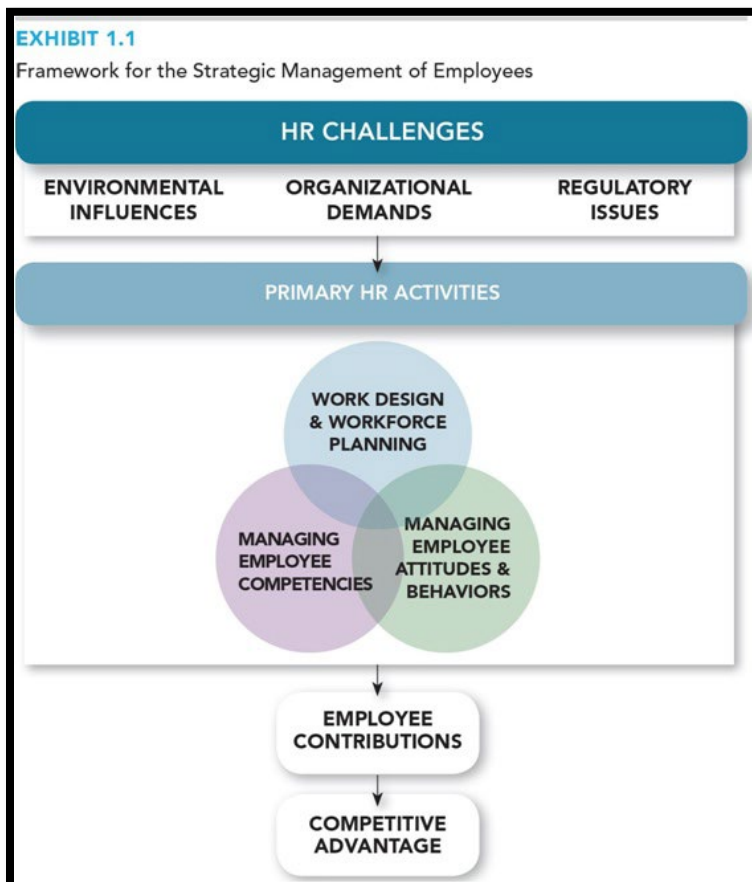 EXHIBIT 1.1
Framework for the Strategic Management of Employees
HR CHALLENGES
ENVIRONMENTAL
INFLUENCES
ORGANIZATIONAL
DEMANDS
REGULATORY
ISSUES
PRIMARY HR ACTIVITIES
WORK DESIGN
& WORKFORCE
PLANNING
MANAGING
EMPLOYEE
COMPETENCIES
MANAGING
EMPLOYEE
ATTITUDES &
BEHAVIORS
EMPLOYEE
CONTRIBUTIONS
COMPETITIVE
ADVANTAGE